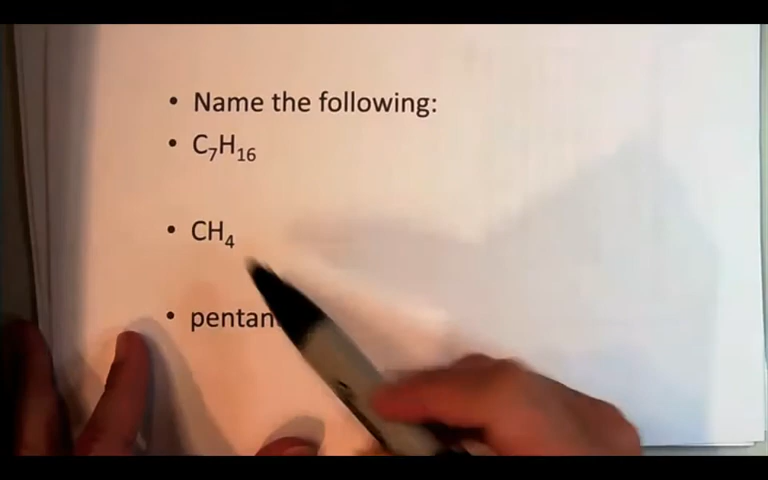 • Name the following:
• C₇H₁₆
• CH₄